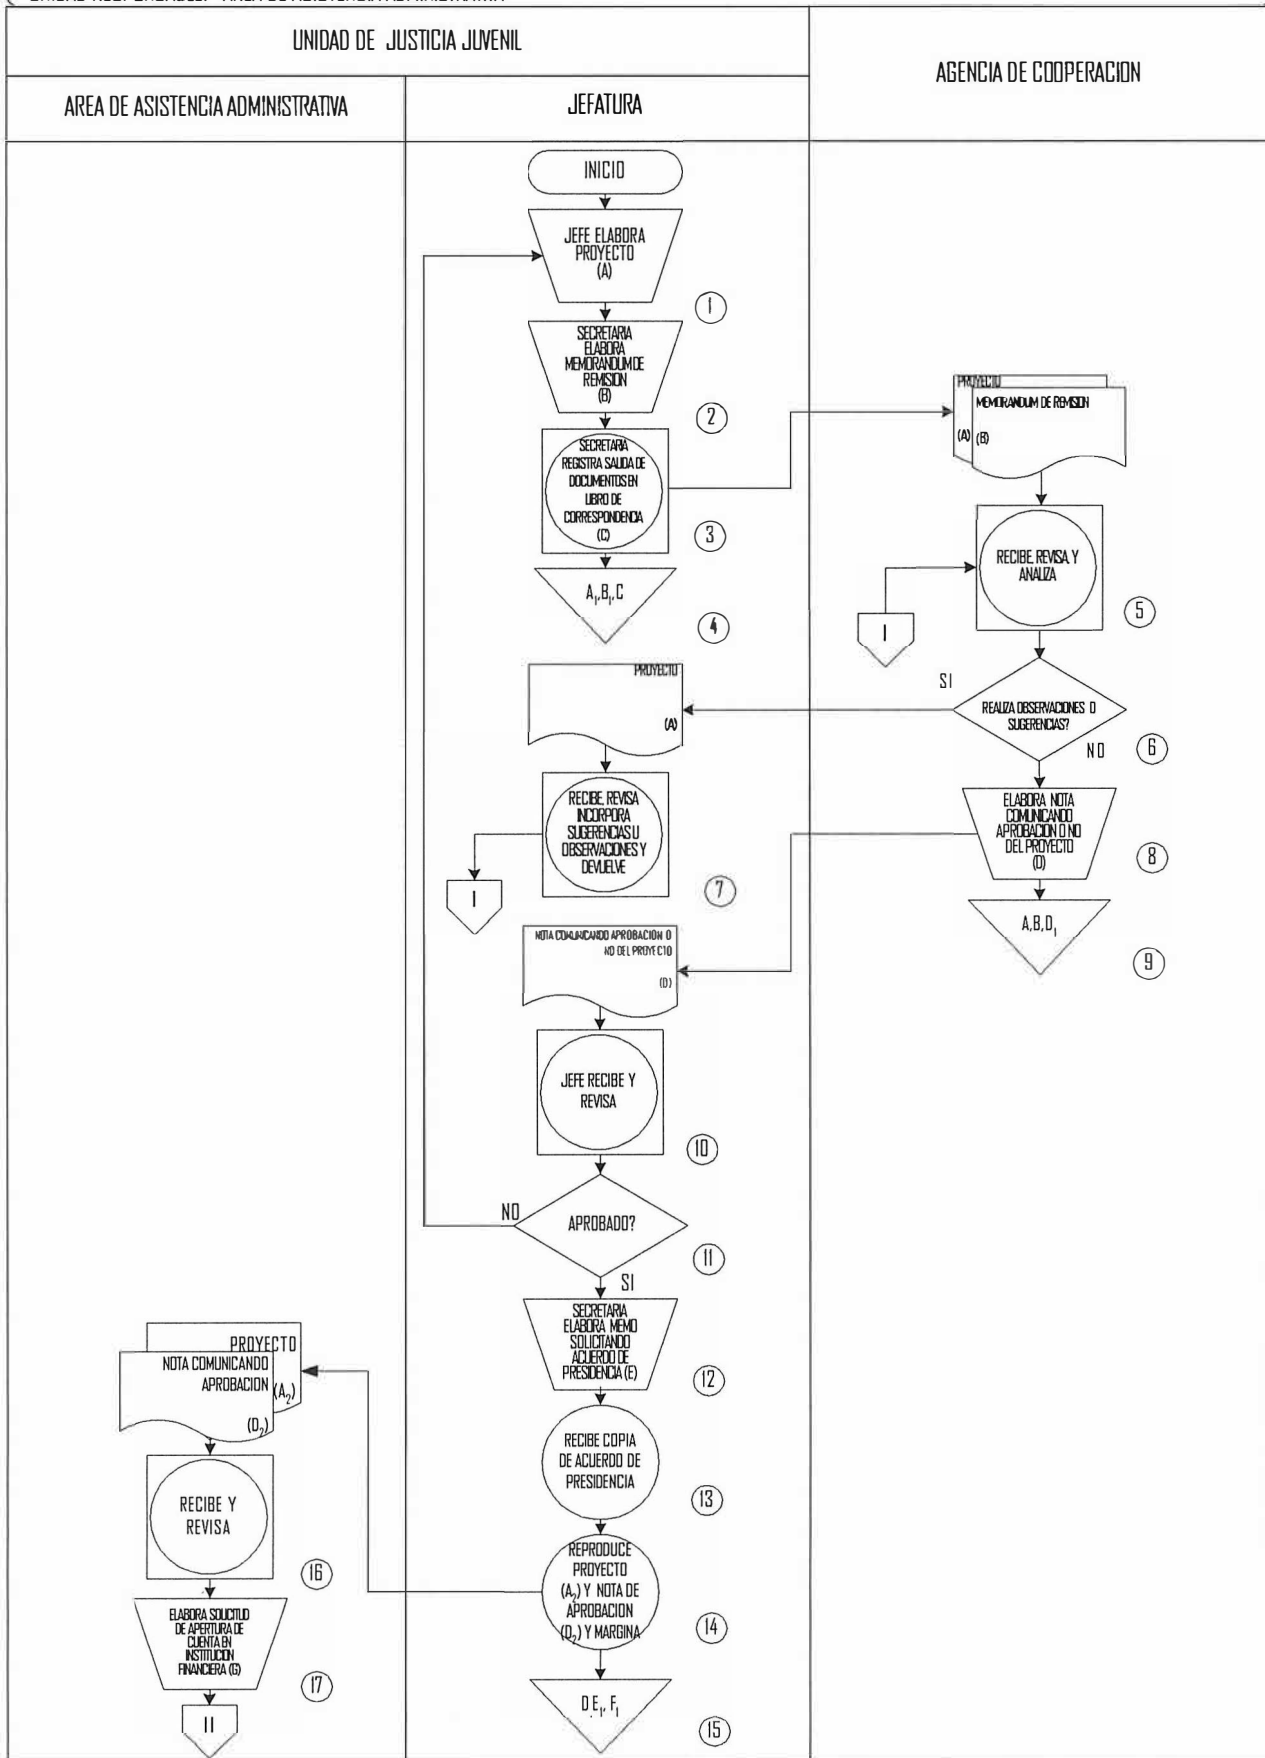 UNIDAD DE JUSTICIA JUVENIL
AGENCIA DE COOPERACION
AREA DE ASISTENCIA ADMINISTRATIVA
JEFATURA
INICIO
JEFE ELABORA
PROYECTO
(A)
1
SECRETARIA
ELABORA
MEMORANDUM DE
REMISION
(B)
2
SECRETARIA
REGISTRA SALIDA DE
DOCUMENTOS EN
LIBRO DE
CORRESPONDENCIA
(C)
3
A₁, B₁, C
4
PROYECTO
MEMORANDUM DE REMISION
(A) (B)
RECIBE, REVISA, Y
ANALIZA
5
I
SI
REALIZA OBSERVACIONES O
SUGERENCIAS?
NO
6
PROYECTO
(A)
RECIBE, REVISA
INCORPORA
SUGERENCIAS U
OBSERVACIONES Y
DEVUELVE
7
I
ELABORA NOTA
COMUNICANDO
APROBACION O NO
DEL PROYECTO
(D)
8
A,B,D₁
9
NOTA COMUNICANDO APROBACION O
NO DEL PROYECTO
(D)
JEFE RECIBE Y
REVISA
10
NO
APROBADO?
11
SI
SECRETARIA
ELABORA MEMO
SOLICITANDO
ACUERDO DE
PRESIDENCIA (E)
12
RECIBE COPIA
DE ACUERDO DE
PRESIDENCIA
13
REPRODUCE
PROYECTO
(A₂) Y NOTA DE
APROBACION
(D₂) Y MARGINA
14
D E₁, F₁
15
PROYECTO
NOTA COMUNICANDO
APROBACION
(A₂)
(D₂)
RECIBE Y
REVISA
16
ELABORA SOLICITUD
DE APERTURA DE
CUENTA EN
INSTITUCION
FINANCIERA (G)
17
II